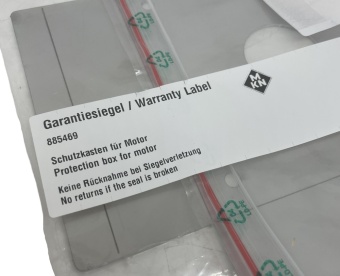 Garantiesiegel / Warranty Label
885469
Schutzkasten für Motor
Protection box for motor
Keine Rücknahme bei Siegelverletzung
No returns if the seal is broken